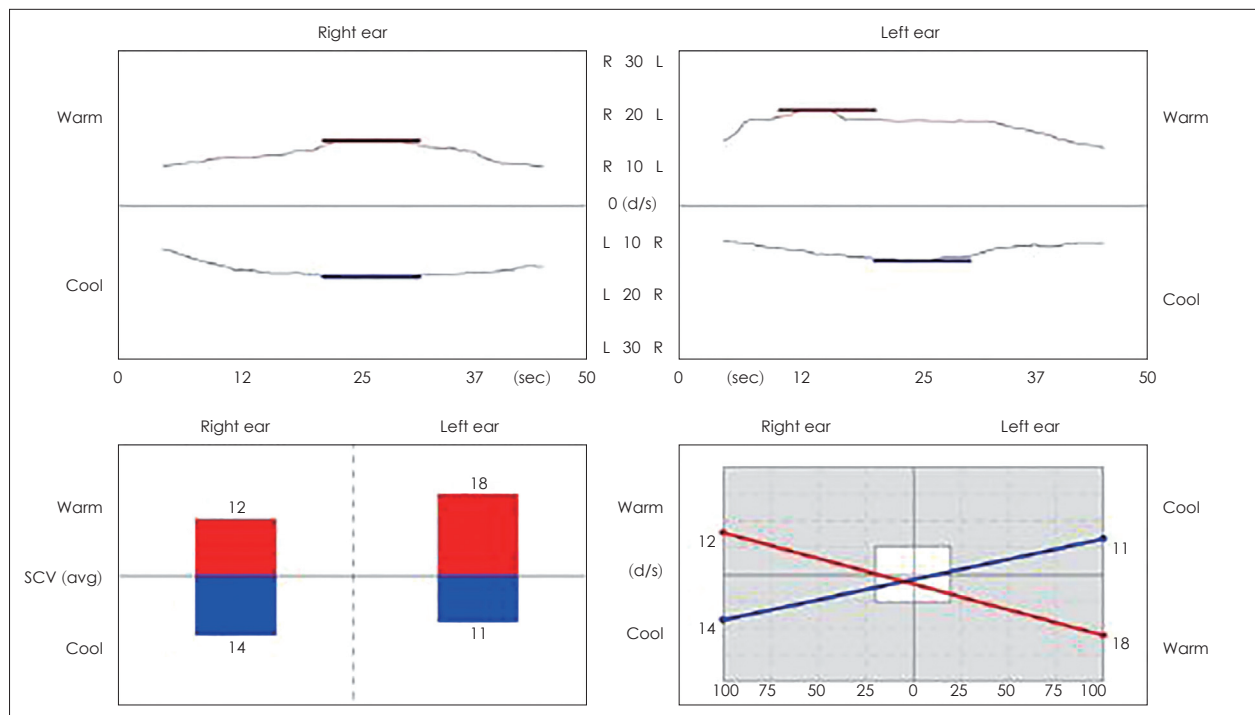 Right ear
Left ear
Warm
R 30 L
R 20 L
R 10 L
0 (d/s)
L 10 R
L 20 R
L 30 R
Warm
Cool
Cool
0 12 25 37 (sec) 50
0 (sec) 12 25 37 50
Right ear Left ear
Warm
SCV (avg)
Cool
12
18
14
11
Right ear Left ear
Warm
(d/s)
Cool
Cool
Warm
12
11
14
18
100 75 50 25 0 25 50 75 100